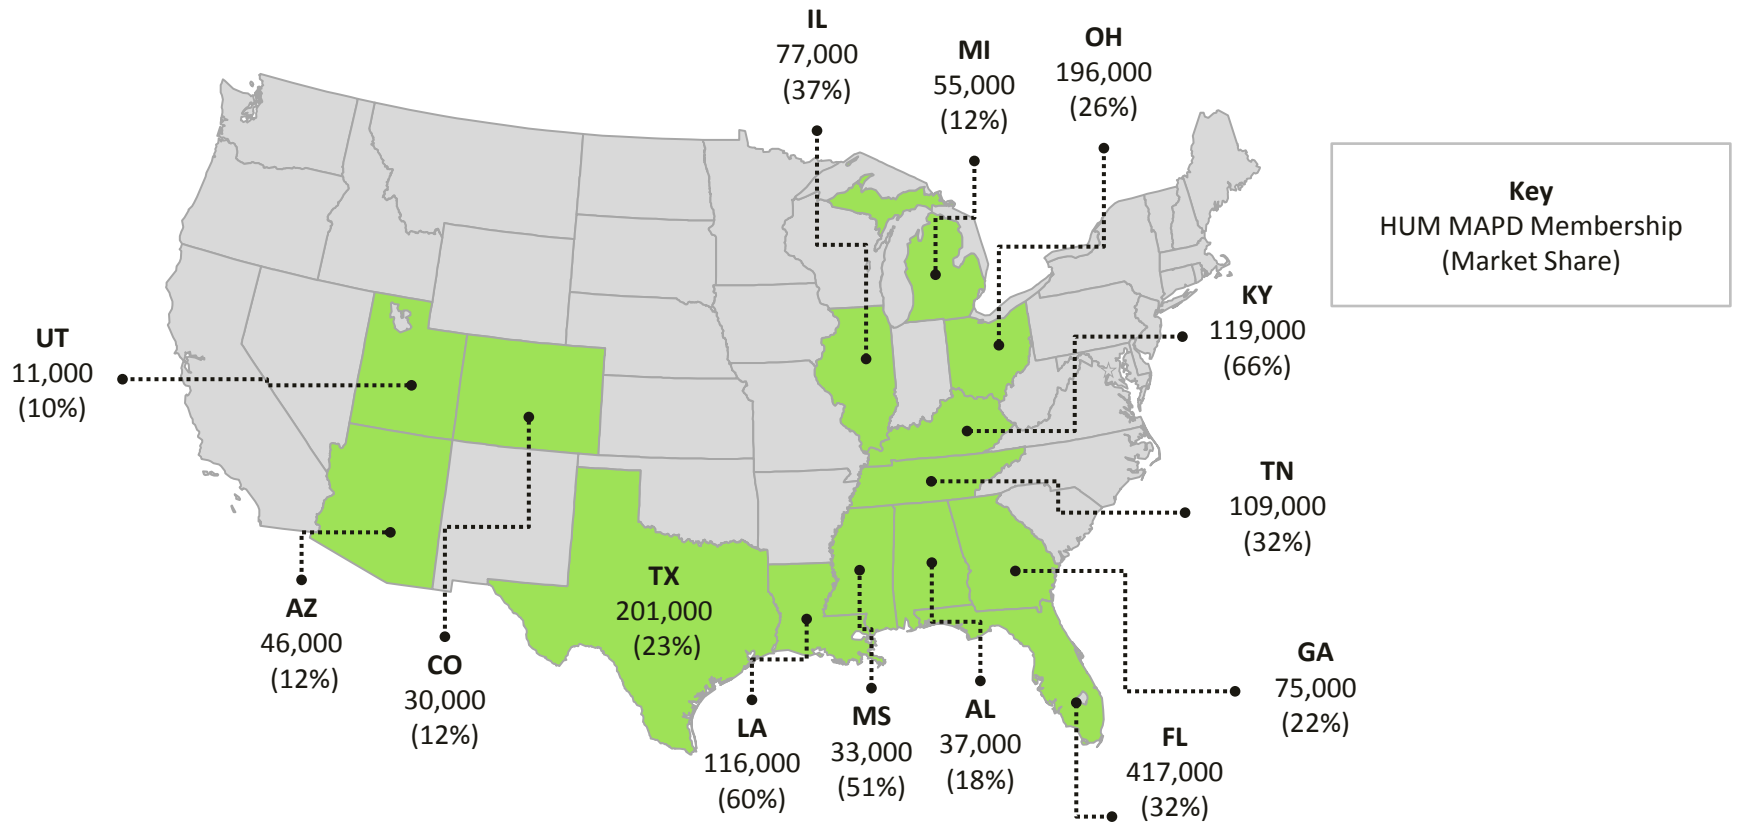 IL
77,000
(37%)
MI
55,000
(12%)
OH
196,000
(26%)
Key
HUM MAPD Membership
(Market Share)
KY
119,000
(66%)
UT
11,000
(10%)
TN
109,000
(32%)
TX
201,000
(23%)
AZ
46,000
(12%)
CO
30,000
(12%)
LA
116,000
(60%)
MS
33,000
(51%)
AL
37,000
(18%)
GA
75,000
(22%)
FL
417,000
(32%)